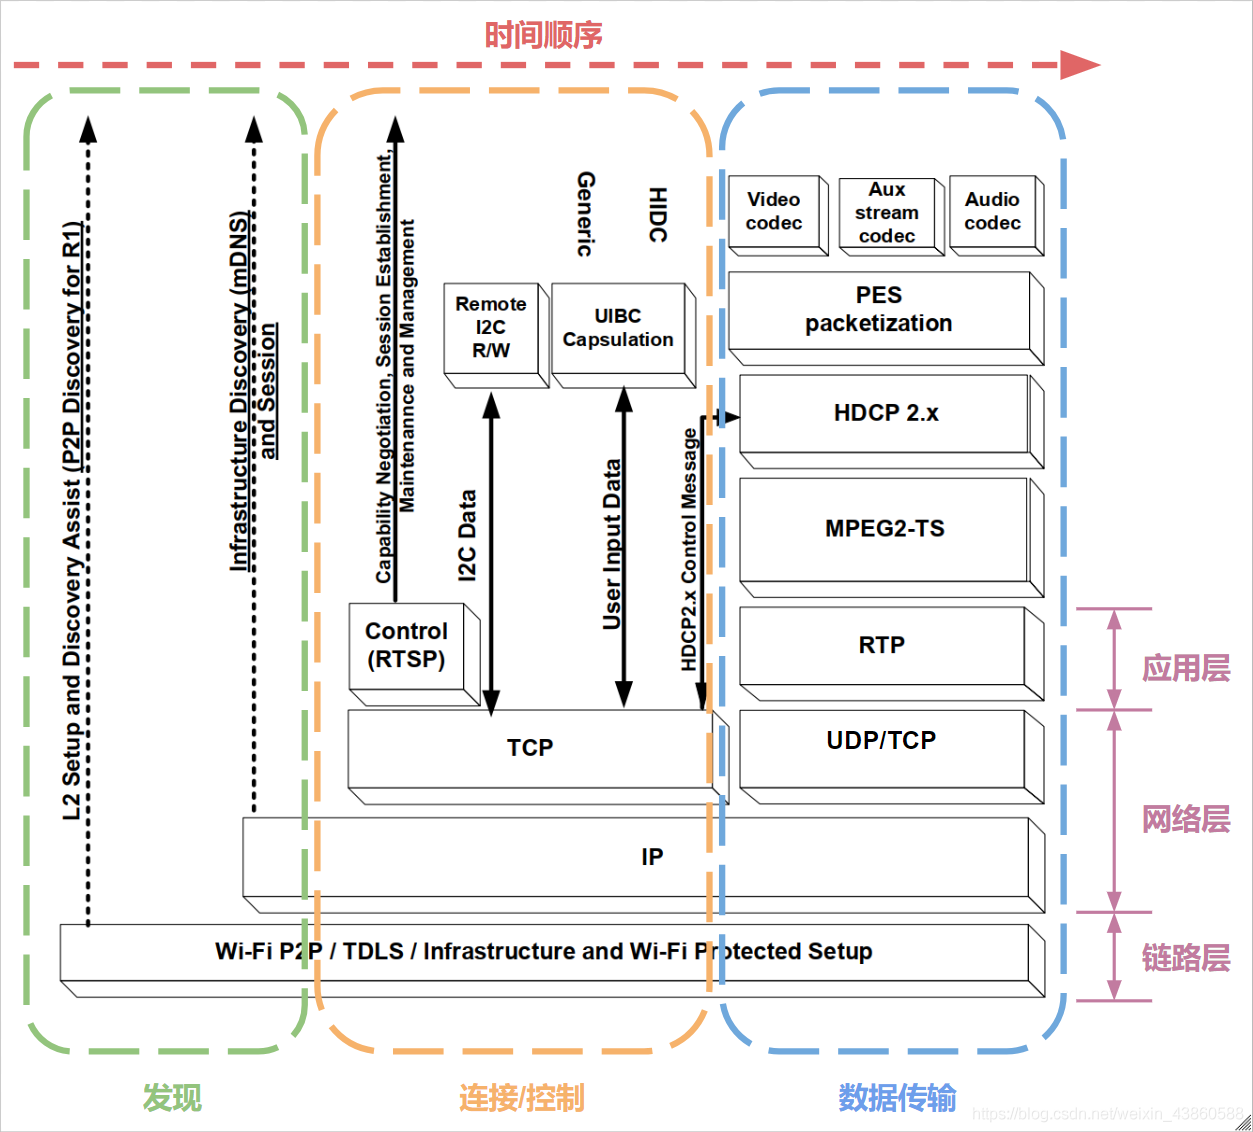 时间顺序
L2 Setup and Discovery Assist (P2P Discovery for R1)
Infrastructure Discovery (mDNS)
and Session
Capability Negotiation, Session Establishment,
Maintenannce and Management
Generic
HIDC
Remote
I2C
R/W
UIBC
Capsulation
I2C Data
User Input Data
HDCP2.x Control Message
Control
(RTSP)
TCP
Video
codec
Aux
stream
codec
Audio
codec
PES
packetization
HDCP 2.x
MPEG2-TS
RTP
UDP/TCP
IP
Wi-Fi P2P / TDLS / Infrastructure and Wi-Fi Protected Setup
应用层
网络层
链路层
发现
连接/控制
数据传输
https://blog.csdn.net/weixin_43860588